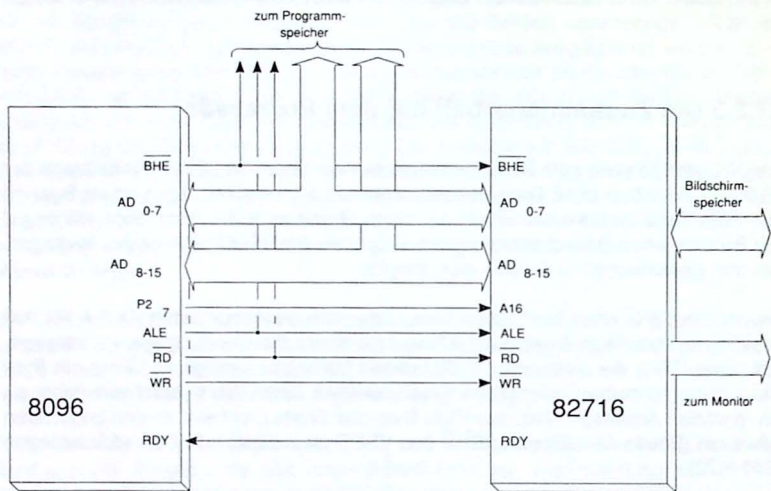 zum Programm-
speicher
BHE BHE
AD 0-7 AD 0-7
Bildschirm-
speicher
AD 8-15 AD 8-15
P2 7 A16
ALE ALE
RD RD
WR WR
8096 82716
zum Monitor
RDY RDY